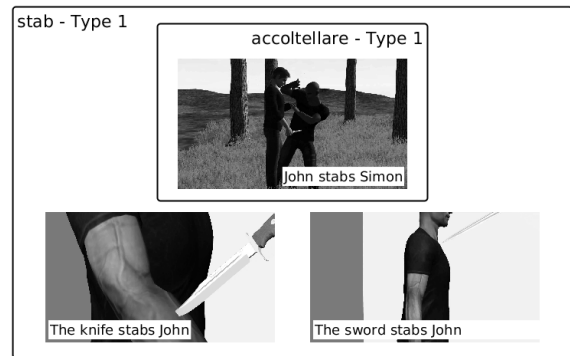 stab - Type 1
accoltellare - Type 1
John stabs Simon
The knife stabs John
The sword stabs John